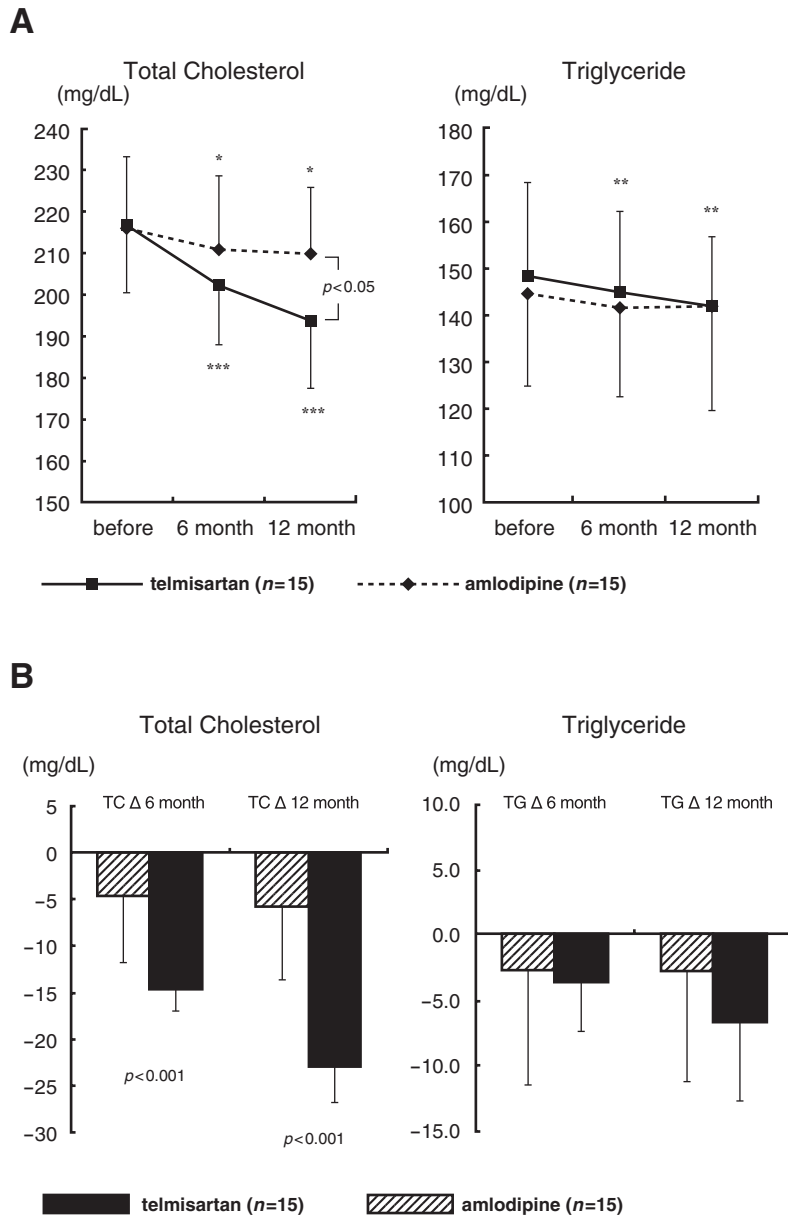 A
Total Cholesterol
(mg/dL)
240
230
220
210
200
190
180
170
160
150
*
*
p<0.05
***
***
before 6 month 12 month
Triglyceride
(mg/dL)
180
170
160
150
140
130
120
110
100
**
**
before 6 month 12 month
telmisartan (n=15) amlodipine (n=15)
B
Total Cholesterol
(mg/dL)
TC Δ 6 month TC Δ 12 month
5
0
−5
−10
−15
−20
−25
−30
p<0.001
p<0.001
Triglyceride
(mg/dL)
TG Δ 6 month TG Δ 12 month
10.0
5.0
0.0
−5.0
−10.0
−15.0
telmisartan (n=15) amlodipine (n=15)